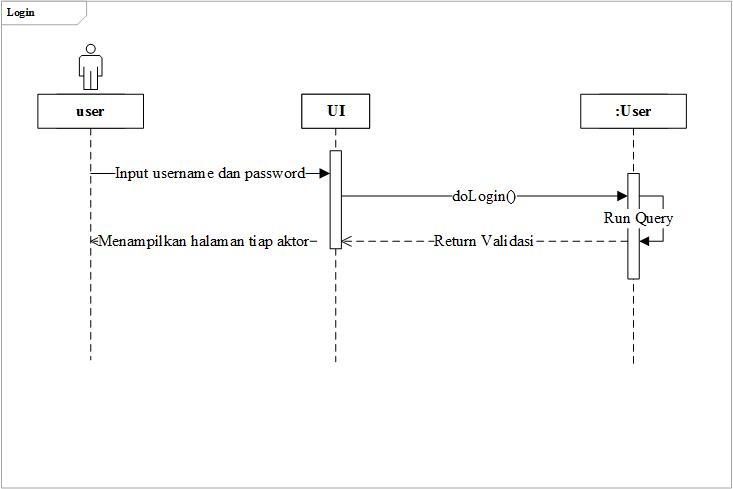 Login
user
UI
:User
Input username dan password
doLogin()
Run Query
Menampilkan halaman tiap aktor
Return Validasi